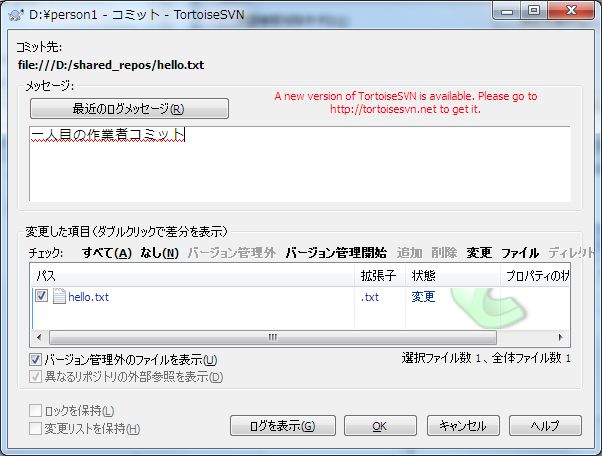 D:¥person1 - コミット - TortoiseSVN
コミット先:
file:///D:/shared_repos/hello.txt
メッセージ:
最近のログメッセージ(R)
A new version of TortoiseSVN is available. Please go to
http://tortoisesvn.net to get it.
一人目の作業者コミット
変更した項目(ダブルクリックで差分を表示)
チェック: すべて(A) なし(N) バージョン管理外 バージョン管理開始 追加 削除 変更 ファイル ディレクト
パス 拡張子 状態 プロパティの状
hello.txt .txt 変更
バージョン管理外のファイルを表示(U)
選択ファイル数 1、全体ファイル数 1
異なるリポジトリの外部参照を表示(D)
ロックを保持(L)
変更リストを保持(H)
ログを表示(G) OK キャンセル ヘルプ